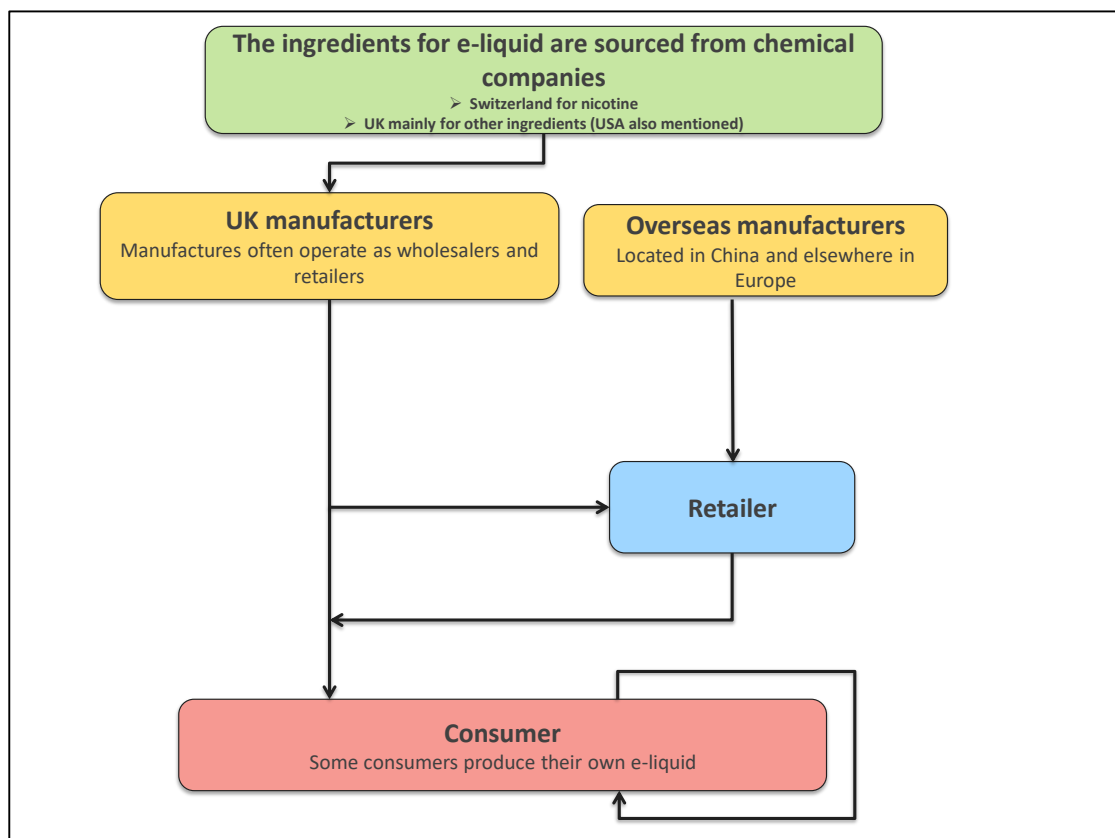 The ingredients for e-liquid are sourced from chemical
companies
➢ Switzerland for nicotine
➢ UK mainly for other ingredients (USA also mentioned)
UK manufacturers
Manufactures often operate as wholesalers and
retailers
Overseas manufacturers
Located in China and elsewhere in
Europe
Retailer
Consumer
Some consumers produce their own e-liquid